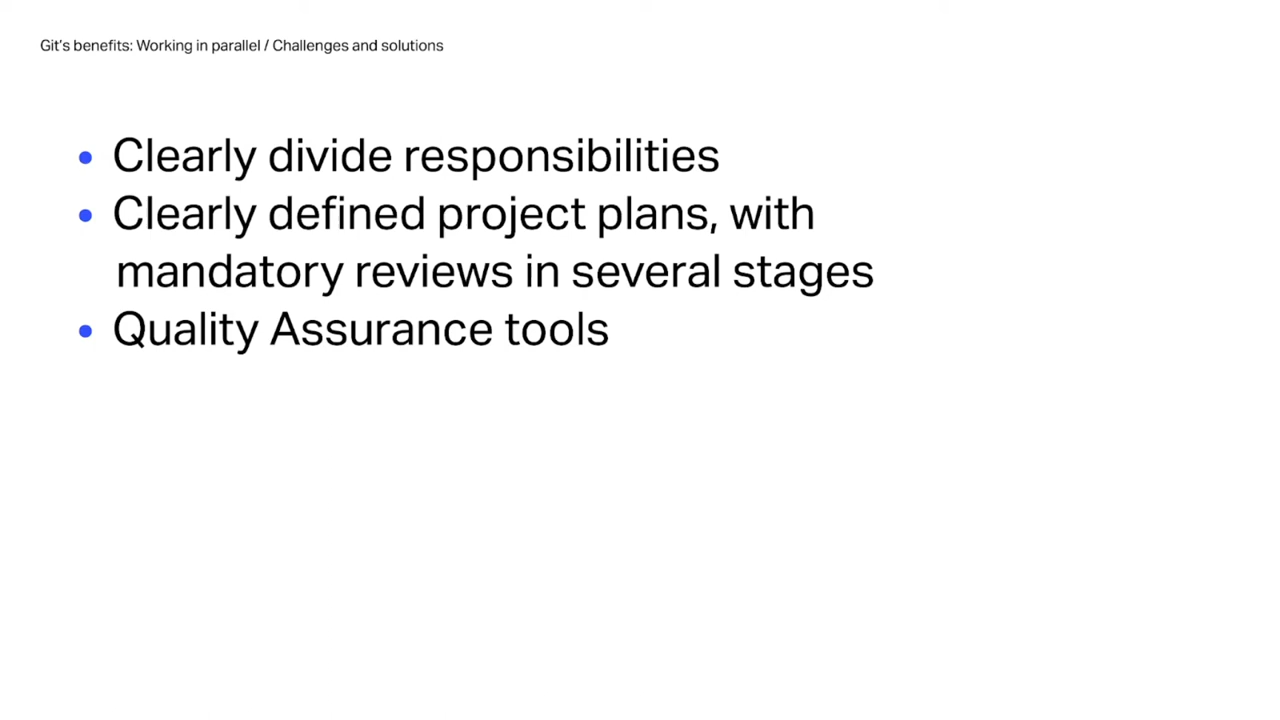 Git's benefits: Working in parallel / Challenges and solutions
• Clearly divide responsibilities
• Clearly defined project plans, with
mandatory reviews in several stages
• Quality Assurance tools